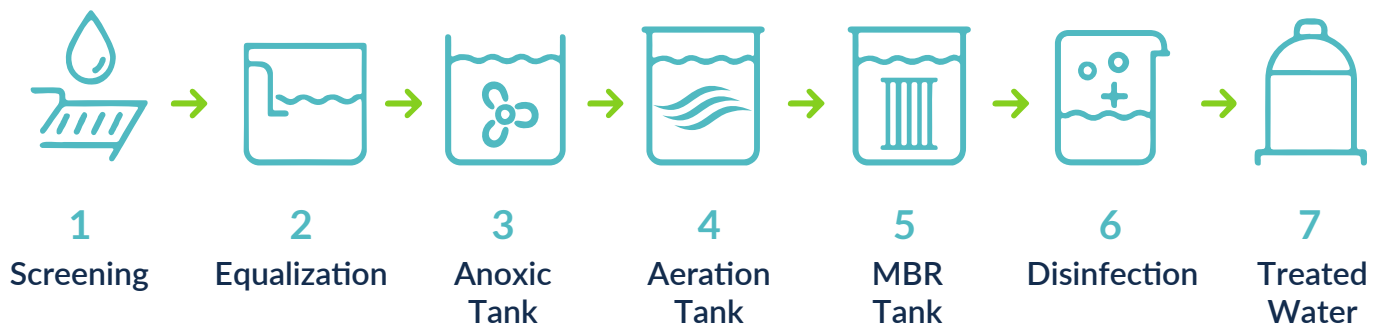 1
Screening
2
Equalization
3
Anoxic
Tank
4
Aeration
Tank
5
MBR
Tank
6
Disinfection
7
Treated
Water